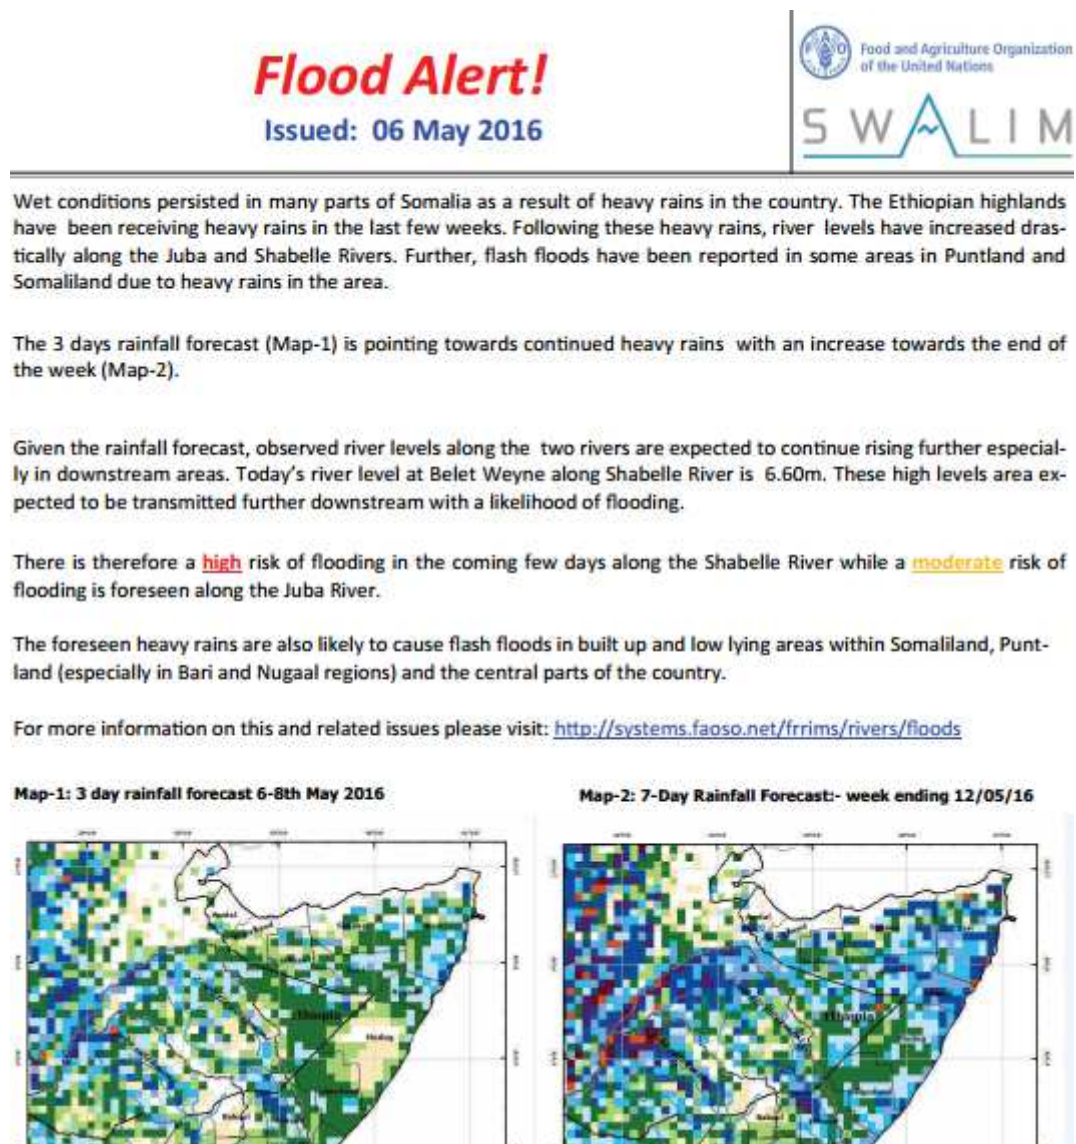 Flood Alert!
Issued: 06 May 2016
Food and Agriculture Organization
of the United Nations
SWALIM
Wet conditions persisted in many parts of Somalia as a result of heavy rains in the country. The Ethiopian highlands
have been receiving heavy rains in the last few weeks. Following these heavy rains, river levels have increased dras-
tically along the Juba and Shabelle Rivers. Further, flash floods have been reported in some areas in Puntland and
Somaliland due to heavy rains in the area.
The 3 days rainfall forecast (Map-1) is pointing towards continued heavy rains with an increase towards the end of
the week (Map-2).
Given the rainfall forecast, observed river levels along the two rivers are expected to continue rising further especial-
ly in downstream areas. Today's river level at Belet Weyne along Shabelle River is 6.60m. These high levels area ex-
pected to be transmitted further downstream with a likelihood of flooding.
There is therefore a high risk of flooding in the coming few days along the Shabelle River while a moderate risk of
flooding is foreseen along the Juba River.
The foreseen heavy rains are also likely to cause flash floods in built up and low lying areas within Somaliland, Punt-
land (especially in Bari and Nugaal regions) and the central parts of the country.
For more information on this and related issues please visit: http://systems.faoso.net/frrims/rivers/floods
Map-1: 3 day rainfall forecast 6-8th May 2016
Map-2: 7-Day Rainfall Forecast:- week ending 12/05/16
Ethiopia
Ethiopia